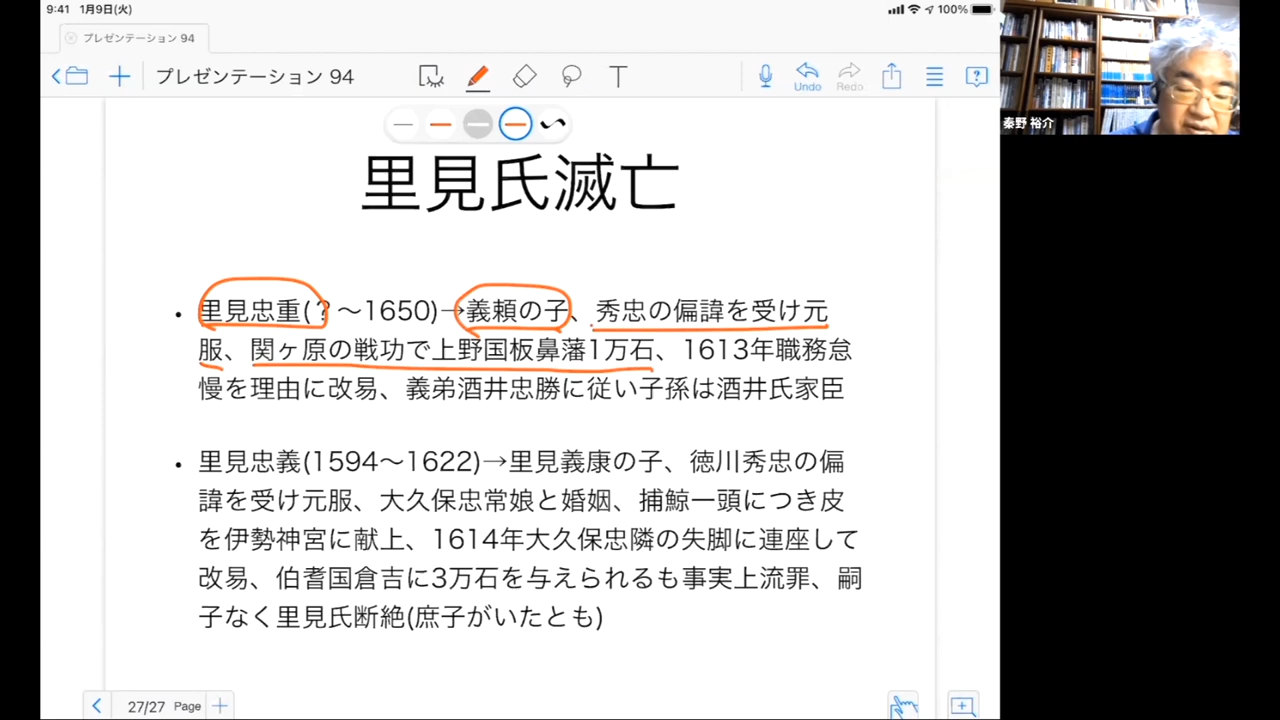 9:41 1月9日(火)
100%
プレゼンテーション 94
プレゼンテーション 94
T
Undo
Redo
秦野 裕介
里見氏滅亡
• 里見忠重(？〜1650)→義頼の子、秀忠の偏諱を受け元
服、関ヶ原の戦功で上野国板鼻藩1万石、1613年職務怠
慢を理由に改易、義弟酒井忠勝に従い子孫は酒井氏家臣
• 里見忠義(1594〜1622)→里見義康の子、徳川秀忠の偏
諱を受け元服、大久保忠常娘と婚姻、捕鯨一頭につき皮
を伊勢神宮に献上、1614年大久保忠隣の失脚に連座して
改易、伯耆国倉吉に3万石を与えられるも事実上流罪、嗣
子なく里見氏断絶(庶子がいたとも)
27/27 Page